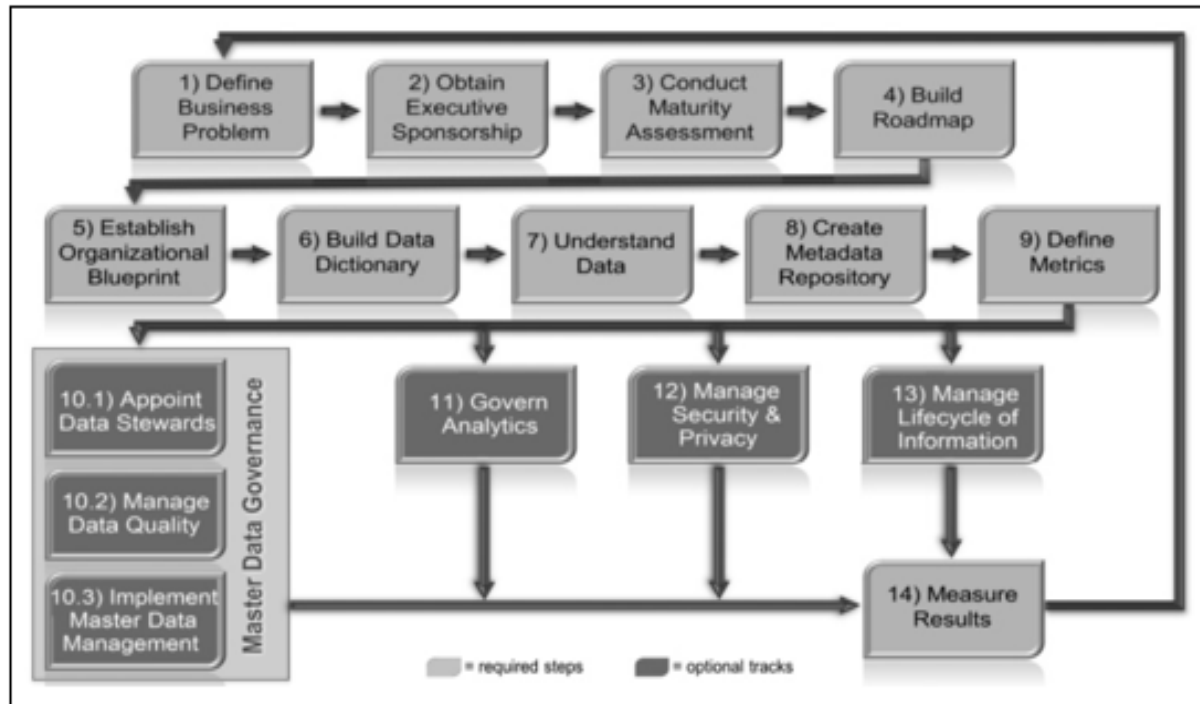 1) Define
Business
Problem
2) Obtain
Executive
Sponsorship
3) Conduct
Maturity
Assessment
4) Build
Roadmap
5) Establish
Organizational
Blueprint
6) Build Data
Dictionary
7) Understand
Data
8) Create
Metadata
Repository
9) Define
Metrics
10.1) Appoint
Data Stewards
10.2) Manage
Data Quality
10.3) Implement
Master Data
Management
Master Data Governance
11) Govern
Analytics
12) Manage
Security &
Privacy
13) Manage
Lifecycle of
Information
14) Measure
Results
= required steps
= optional tracks